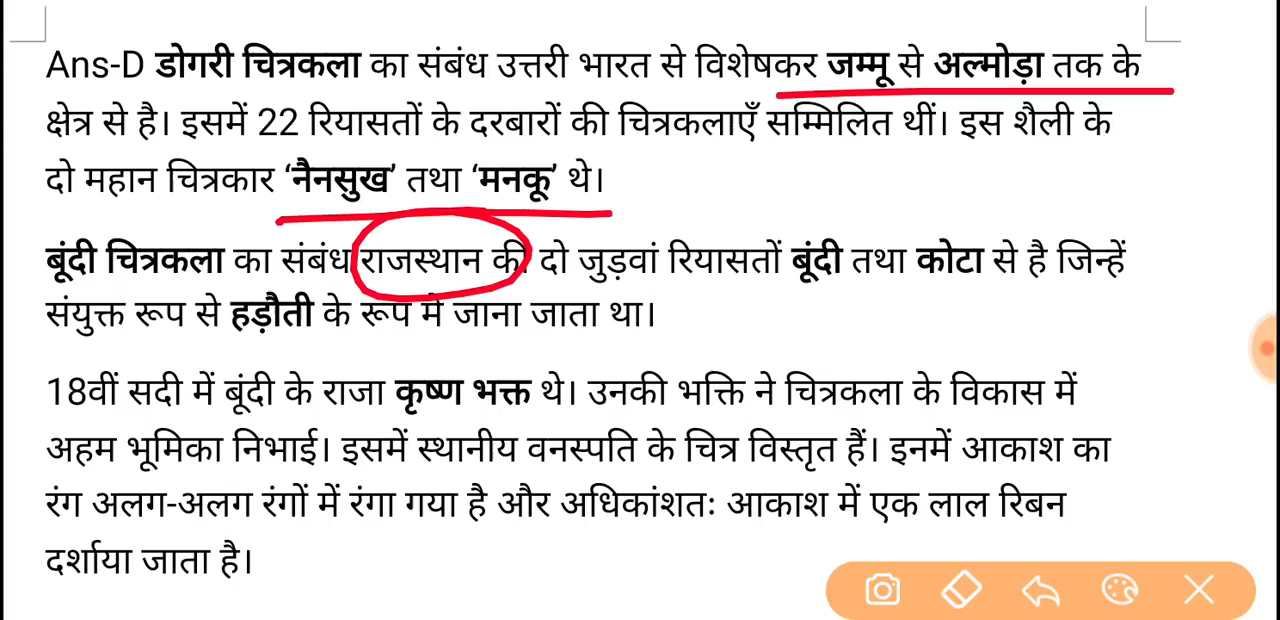 Ans-D डोगरी चित्रकला का संबंध उत्तरी भारत से विशेषकर जम्मू से अल्मोड़ा तक के
क्षेत्र से है। इसमें 22 रियासतों के दरबारों की चित्रकलाएँ सम्मिलित थीं। इस शैली के
दो महान चित्रकार ‘नैनसुख’ तथा ‘मनकू’ थे।
बूंदी चित्रकला का संबंध राजस्थान की दो जुड़वां रियासतों बूंदी तथा कोटा से है जिन्हें
संयुक्त रूप से हड़ौती के रूप में जाना जाता था।
18वीं सदी में बूंदी के राजा कृष्ण भक्त थे। उनकी भक्ति ने चित्रकला के विकास में
अहम भूमिका निभाई। इसमें स्थानीय वनस्पति के चित्र विस्तृत हैं। इनमें आकाश का
रंग अलग-अलग रंगों में रंगा गया है और अधिकांशतः आकाश में एक लाल रिबन
दर्शाया जाता है।